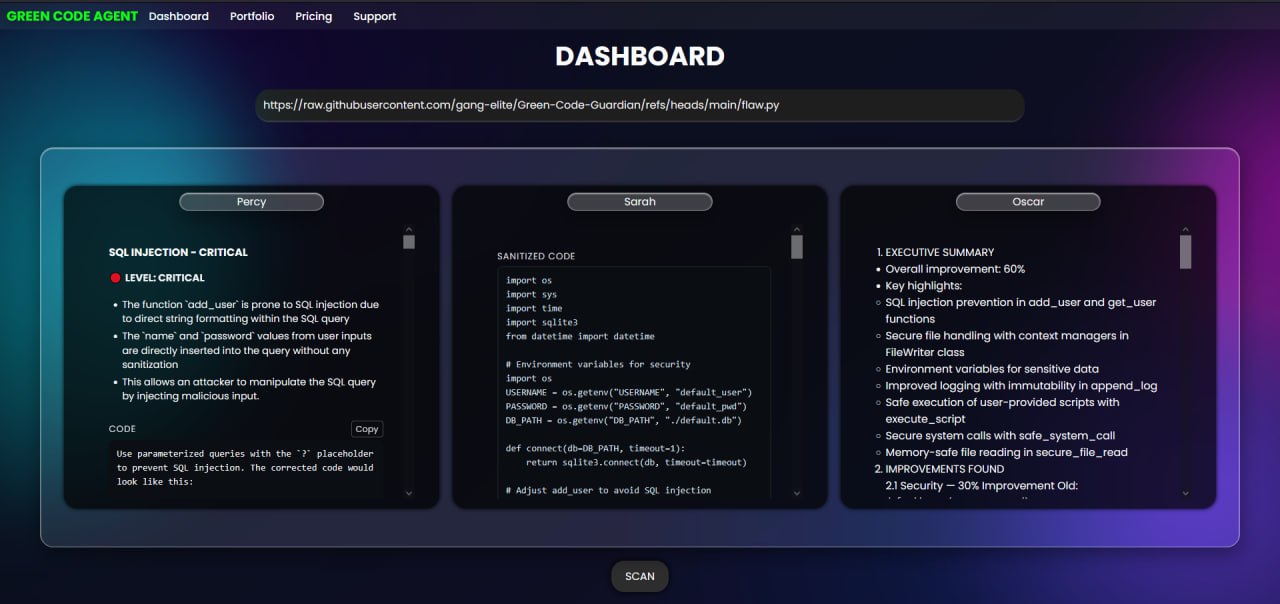 GREEN CODE AGENT Dashboard Portfolio Pricing Support
DASHBOARD
https://raw.githubusercontent.com/gang-elite/Green-Code-Guardian/refs/heads/main/flaw.py
Percy
SQL INJECTION - CRITICAL
LEVEL: CRITICAL
• The function `add_user` is prone to SQL injection due
to direct string formatting within the SQL query
• The `name` and `password` values from user inputs
are directly inserted into the query without any
sanitization
• This allows an attacker to manipulate the SQL query
by injecting malicious input.
CODE
Copy
Use parameterized queries with the `?` placeholder
to prevent SQL injection. The corrected code would
look like this:
Sarah
SANITIZED CODE
import os
import sys
import time
import sqlite3
from datetime import datetime
# Environment variables for security
import os
USERNAME = os.getenv("USERNAME", "default_user")
PASSWORD = os.getenv("PASSWORD", "default_pwd")
DB_PATH = os.getenv("DB_PATH", "./default.db")
def connect(db=DB_PATH, timeout=1):
return sqlite3.connect(db, timeout=timeout)
# Adjust add_user to avoid SQL injection
Oscar
1. EXECUTIVE SUMMARY
• Overall improvement: 60%
• Key highlights:
○ SQL injection prevention in add_user and get_user
functions
○ Secure file handling with context managers in
FileWriter class
○ Environment variables for sensitive data
○ Improved logging with immutability in append_log
○ Safe execution of user-provided scripts with
execute_script
○ Secure system calls with safe_system_call
○ Memory-safe file reading in secure_file_read
2. IMPROVEMENTS FOUND
2.1 Security — 30% Improvement Old:
SCAN